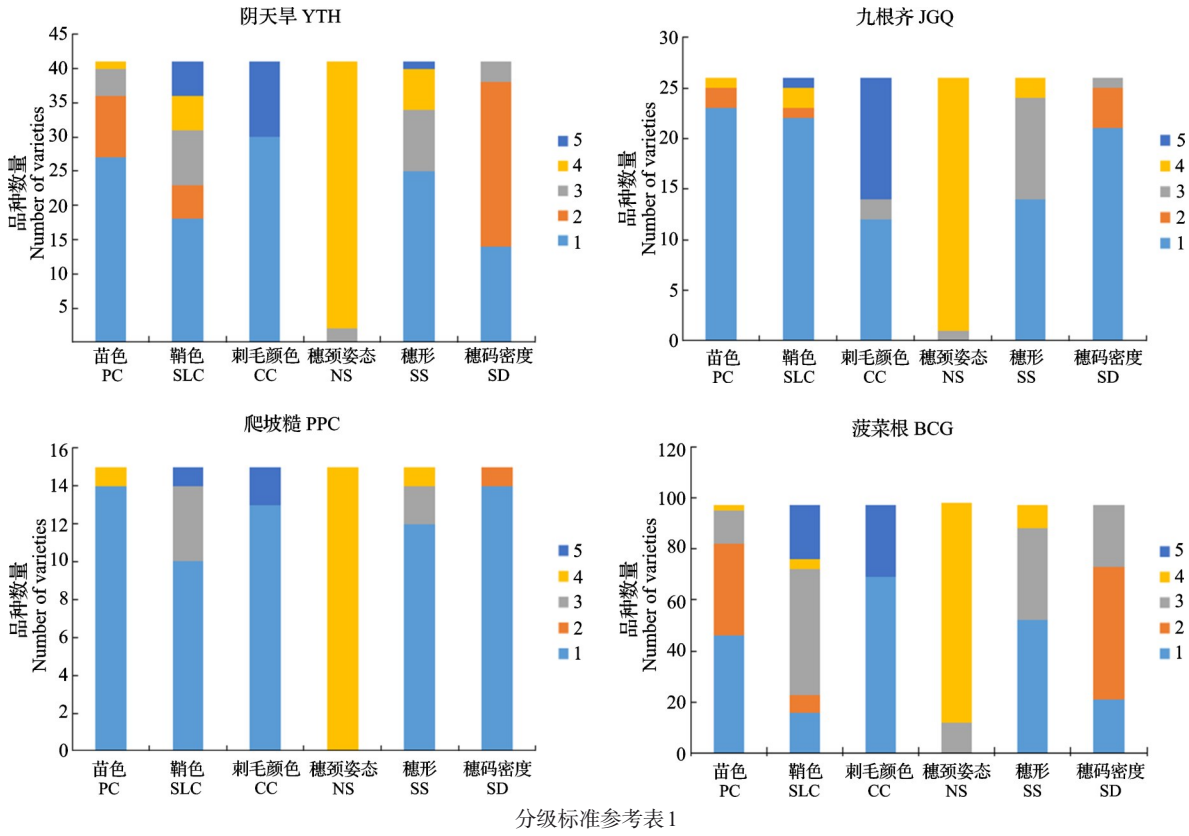 阴天旱 YTH
品种数量
Number of varieties
45
40
35
30
25
20
15
10
5
5
4
3
2
1
苗色 鞘色 刺毛颜色 穗颈姿态 穗形 穗码密度
PC SLC CC NS SS SD
九根齐 JGQ
品种数量
Number of varieties
30
25
20
15
10
5
0
5
4
3
2
1
苗色 鞘色 刺毛颜色 穗颈姿态 穗形 穗码密度
PC SLC CC NS SS SD
爬坡糙 PPC
品种数量
Number of varieties
16
14
12
10
8
6
4
2
0
5
4
3
2
1
苗色 鞘色 刺毛颜色 穗颈姿态 穗形 穗码密度
PC SLC CC NS SS SD
菠菜根 BCG
品种数量
Number of varieties
120
100
80
60
40
20
0
5
4
3
2
1
苗色 鞘色 刺毛颜色 穗颈姿态 穗形 穗码密度
PC SLC CC NS SS SD
分级标准参考表1